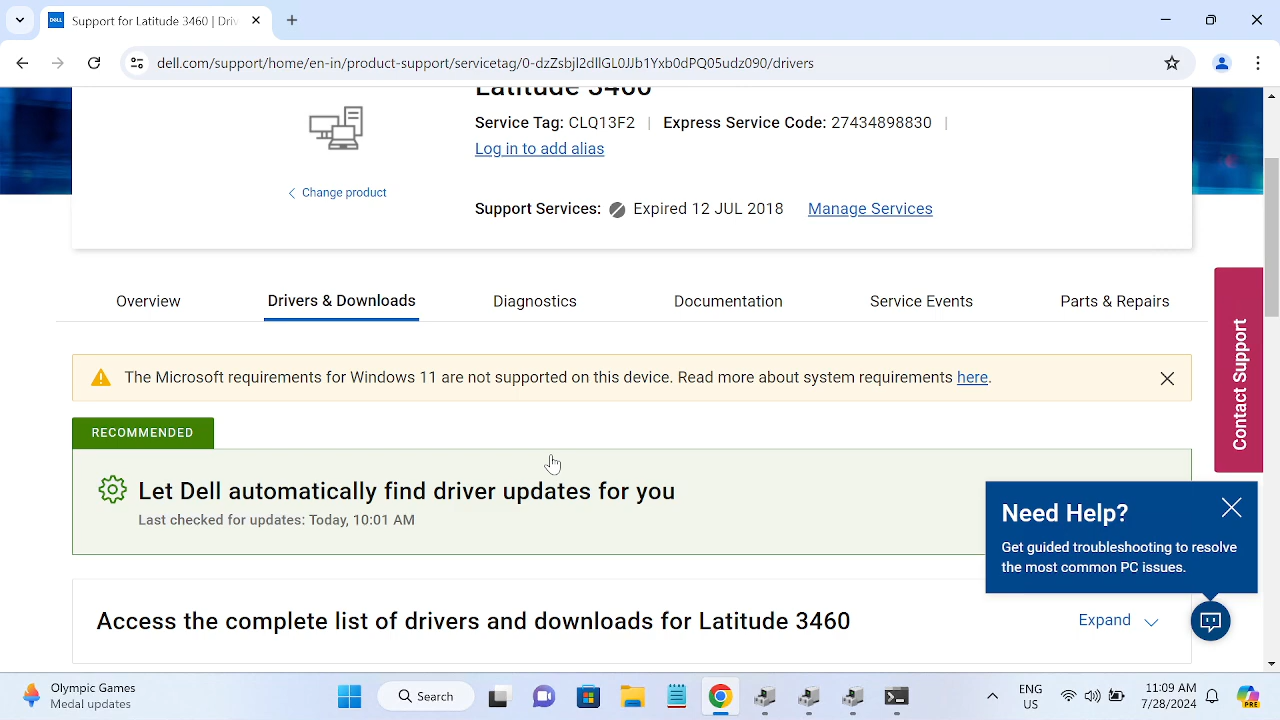 Support for Latitude 3460 | Driv
dell.com/support/home/en-in/product-support/servicetag/0-dzZsbjl2dllGL0JJb1Yxb0dPQ05udz090/drivers
Latitude 3460
Service Tag: CLQ13F2 | Express Service Code: 27434898830 |
Log in to add alias
Change product
Support Services: Expired 12 JUL 2018 Manage Services
Overview Drivers & Downloads Diagnostics Documentation Service Events Parts & Repairs
Contact Support
The Microsoft requirements for Windows 11 are not supported on this device. Read more about system requirements here.
RECOMMENDED
Let Dell automatically find driver updates for you
Last checked for updates: Today, 10:01 AM
Need Help?
Get guided troubleshooting to resolve
the most common PC issues.
Access the complete list of drivers and downloads for Latitude 3460 Expand
Olympic Games
Medal updates
Search
ENG
US
11:09 AM
7/28/2024
PRE